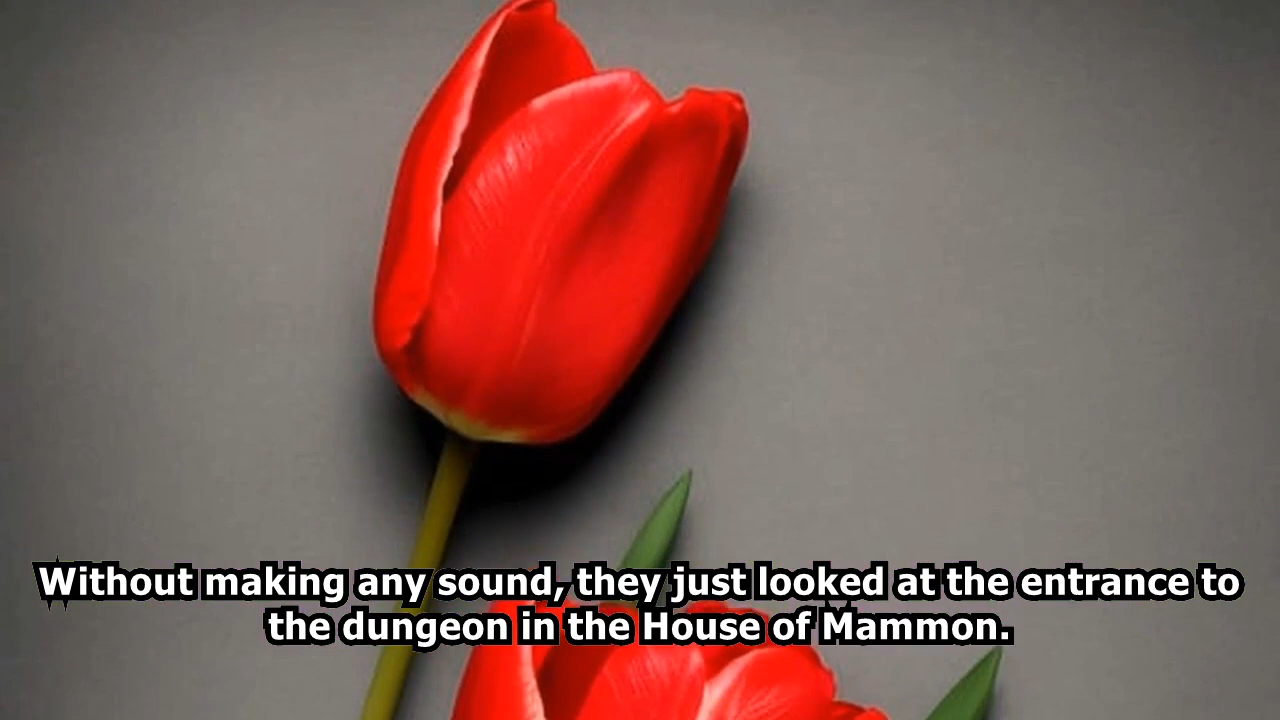 Without making any sound, they just looked at the entrance to
the dungeon in the House of Mammon.